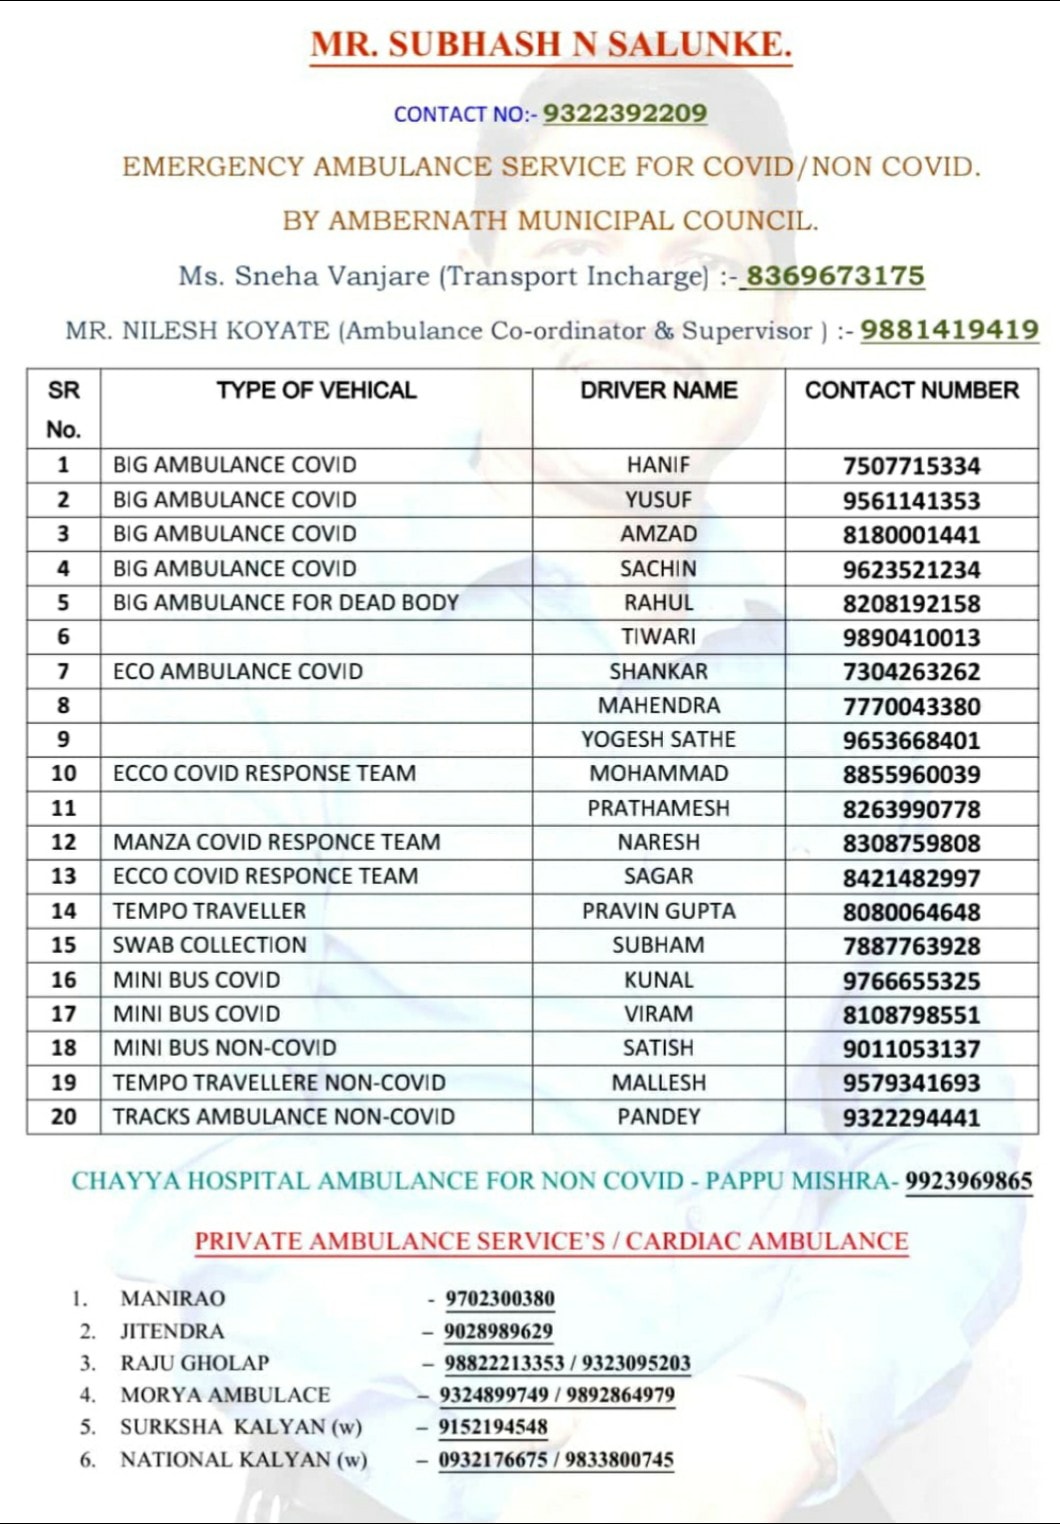 MR. SUBHASH N SALUNKE.
CONTACT NO:- 9322392209
EMERGENCY AMBULANCE SERVICE FOR COVID/NON COVID.
BY AMBERNATH MUNICIPAL COUNCIL.
Ms. Sneha Vanjare (Transport Incharge) :- 8369673175
MR. NILESH KOYATE (Ambulance Co-ordinator & Supervisor ) :- 9881419419
SR No. TYPE OF VEHICAL DRIVER NAME CONTACT NUMBER
1 BIG AMBULANCE COVID HANIF 7507715334
2 BIG AMBULANCE COVID YUSUF 9561141353
3 BIG AMBULANCE COVID AMZAD 8180001441
4 BIG AMBULANCE COVID SACHIN 9623521234
5 BIG AMBULANCE FOR DEAD BODY RAHUL 8208192158
6 TIWARI 9890410013
7 ECO AMBULANCE COVID SHANKAR 7304263262
8 MAHENDRA 7770043380
9 YOGESH SATHE 9653668401
10 ECCO COVID RESPONSE TEAM MOHAMMAD 8855960039
11 PRATHAMESH 8263990778
12 MANZA COVID RESPONCE TEAM NARESH 8308759808
13 ECCO COVID RESPONCE TEAM SAGAR 8421482997
14 TEMPO TRAVELLER PRAVIN GUPTA 8080064648
15 SWAB COLLECTION SUBHAM 7887763928
16 MINI BUS COVID KUNAL 9766655325
17 MINI BUS COVID VIRAM 8108798551
18 MINI BUS NON-COVID SATISH 9011053137
19 TEMPO TRAVELLERE NON-COVID MALLESH 9579341693
20 TRACKS AMBULANCE NON-COVID PANDEY 9322294441
CHAYYA HOSPITAL AMBULANCE FOR NON COVID - PAPPU MISHRA- 9923969865
PRIVATE AMBULANCE SERVICE'S / CARDIAC AMBULANCE
1. MANIRAO - 9702300380
2. JITENDRA – 9028989629
3. RAJU GHOLAP – 98822213353 / 9323095203
4. MORYA AMBULACE – 9324899749 / 9892864979
5. SURKSHA KALYAN (w) – 9152194548
6. NATIONAL KALYAN (w) – 0932176675 / 9833800745